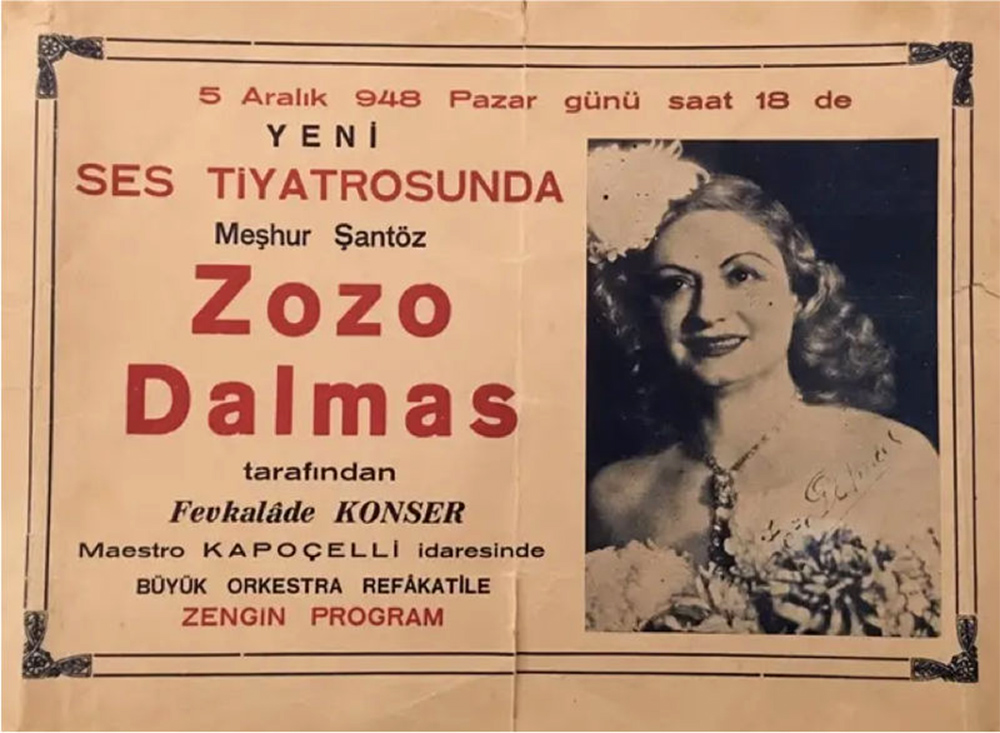 5 Aralık 948 Pazar günü saat 18 de
YENİ
SES TİYATROSUNDA
Meşhur Şantöz
Zozo
Dalmas
tarafından
Fevkalâde KONSER
Maestro KAPOÇELLİ idaresinde
BÜYÜK ORKESTRA REFÂKATİLE
ZENGİN PROGRAM